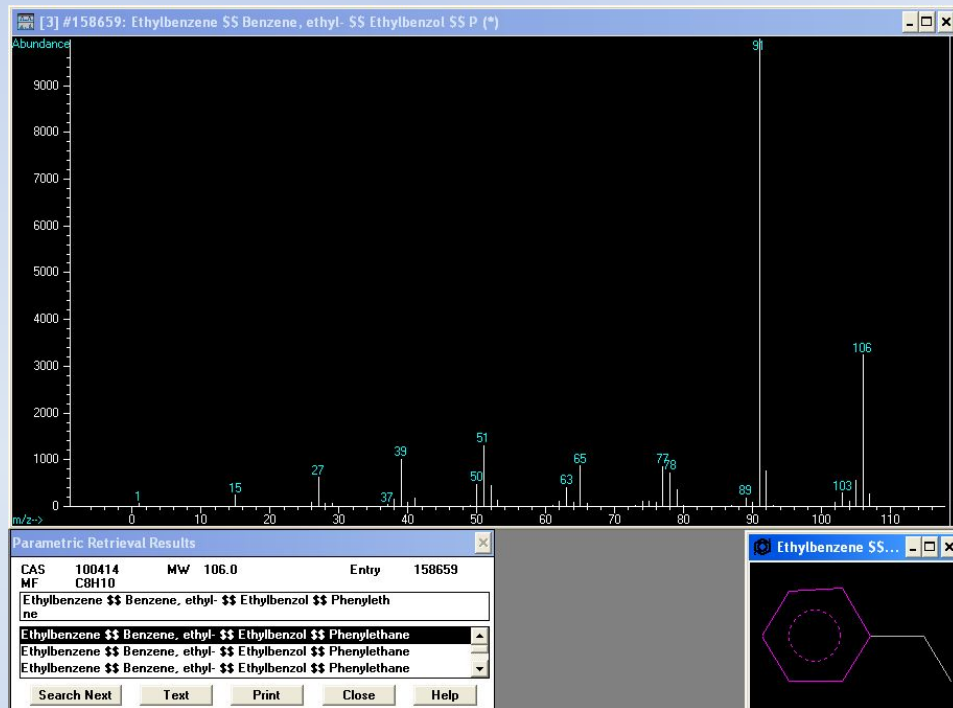 [3] #158659: Ethylbenzene $$ Benzene, ethyl- $$ Ethylbenzol $$ P (*)
Abundance
9000
8000
7000
6000
5000
4000
3000
2000
1000
0
91
106
51
39
65
77
78
27
50
63
15
37
89
103
1
m/z-->
0 10 20 30 40 50 60 70 80 90 100 110
Parametric Retrieval Results
CAS 100414 MW 106.0 Entry 158659
MF C8H10
Ethylbenzene $$ Benzene, ethyl- $$ Ethylbenzol $$ Phenyleth
ne
Ethylbenzene $$ Benzene, ethyl- $$ Ethylbenzol $$ Phenylethane
Ethylbenzene $$ Benzene, ethyl- $$ Ethylbenzol $$ Phenylethane
Ethylbenzene $$ Benzene, ethyl- $$ Ethylbenzol $$ Phenylethane
Search Next Text Print Close Help
Ethylbenzene $$...